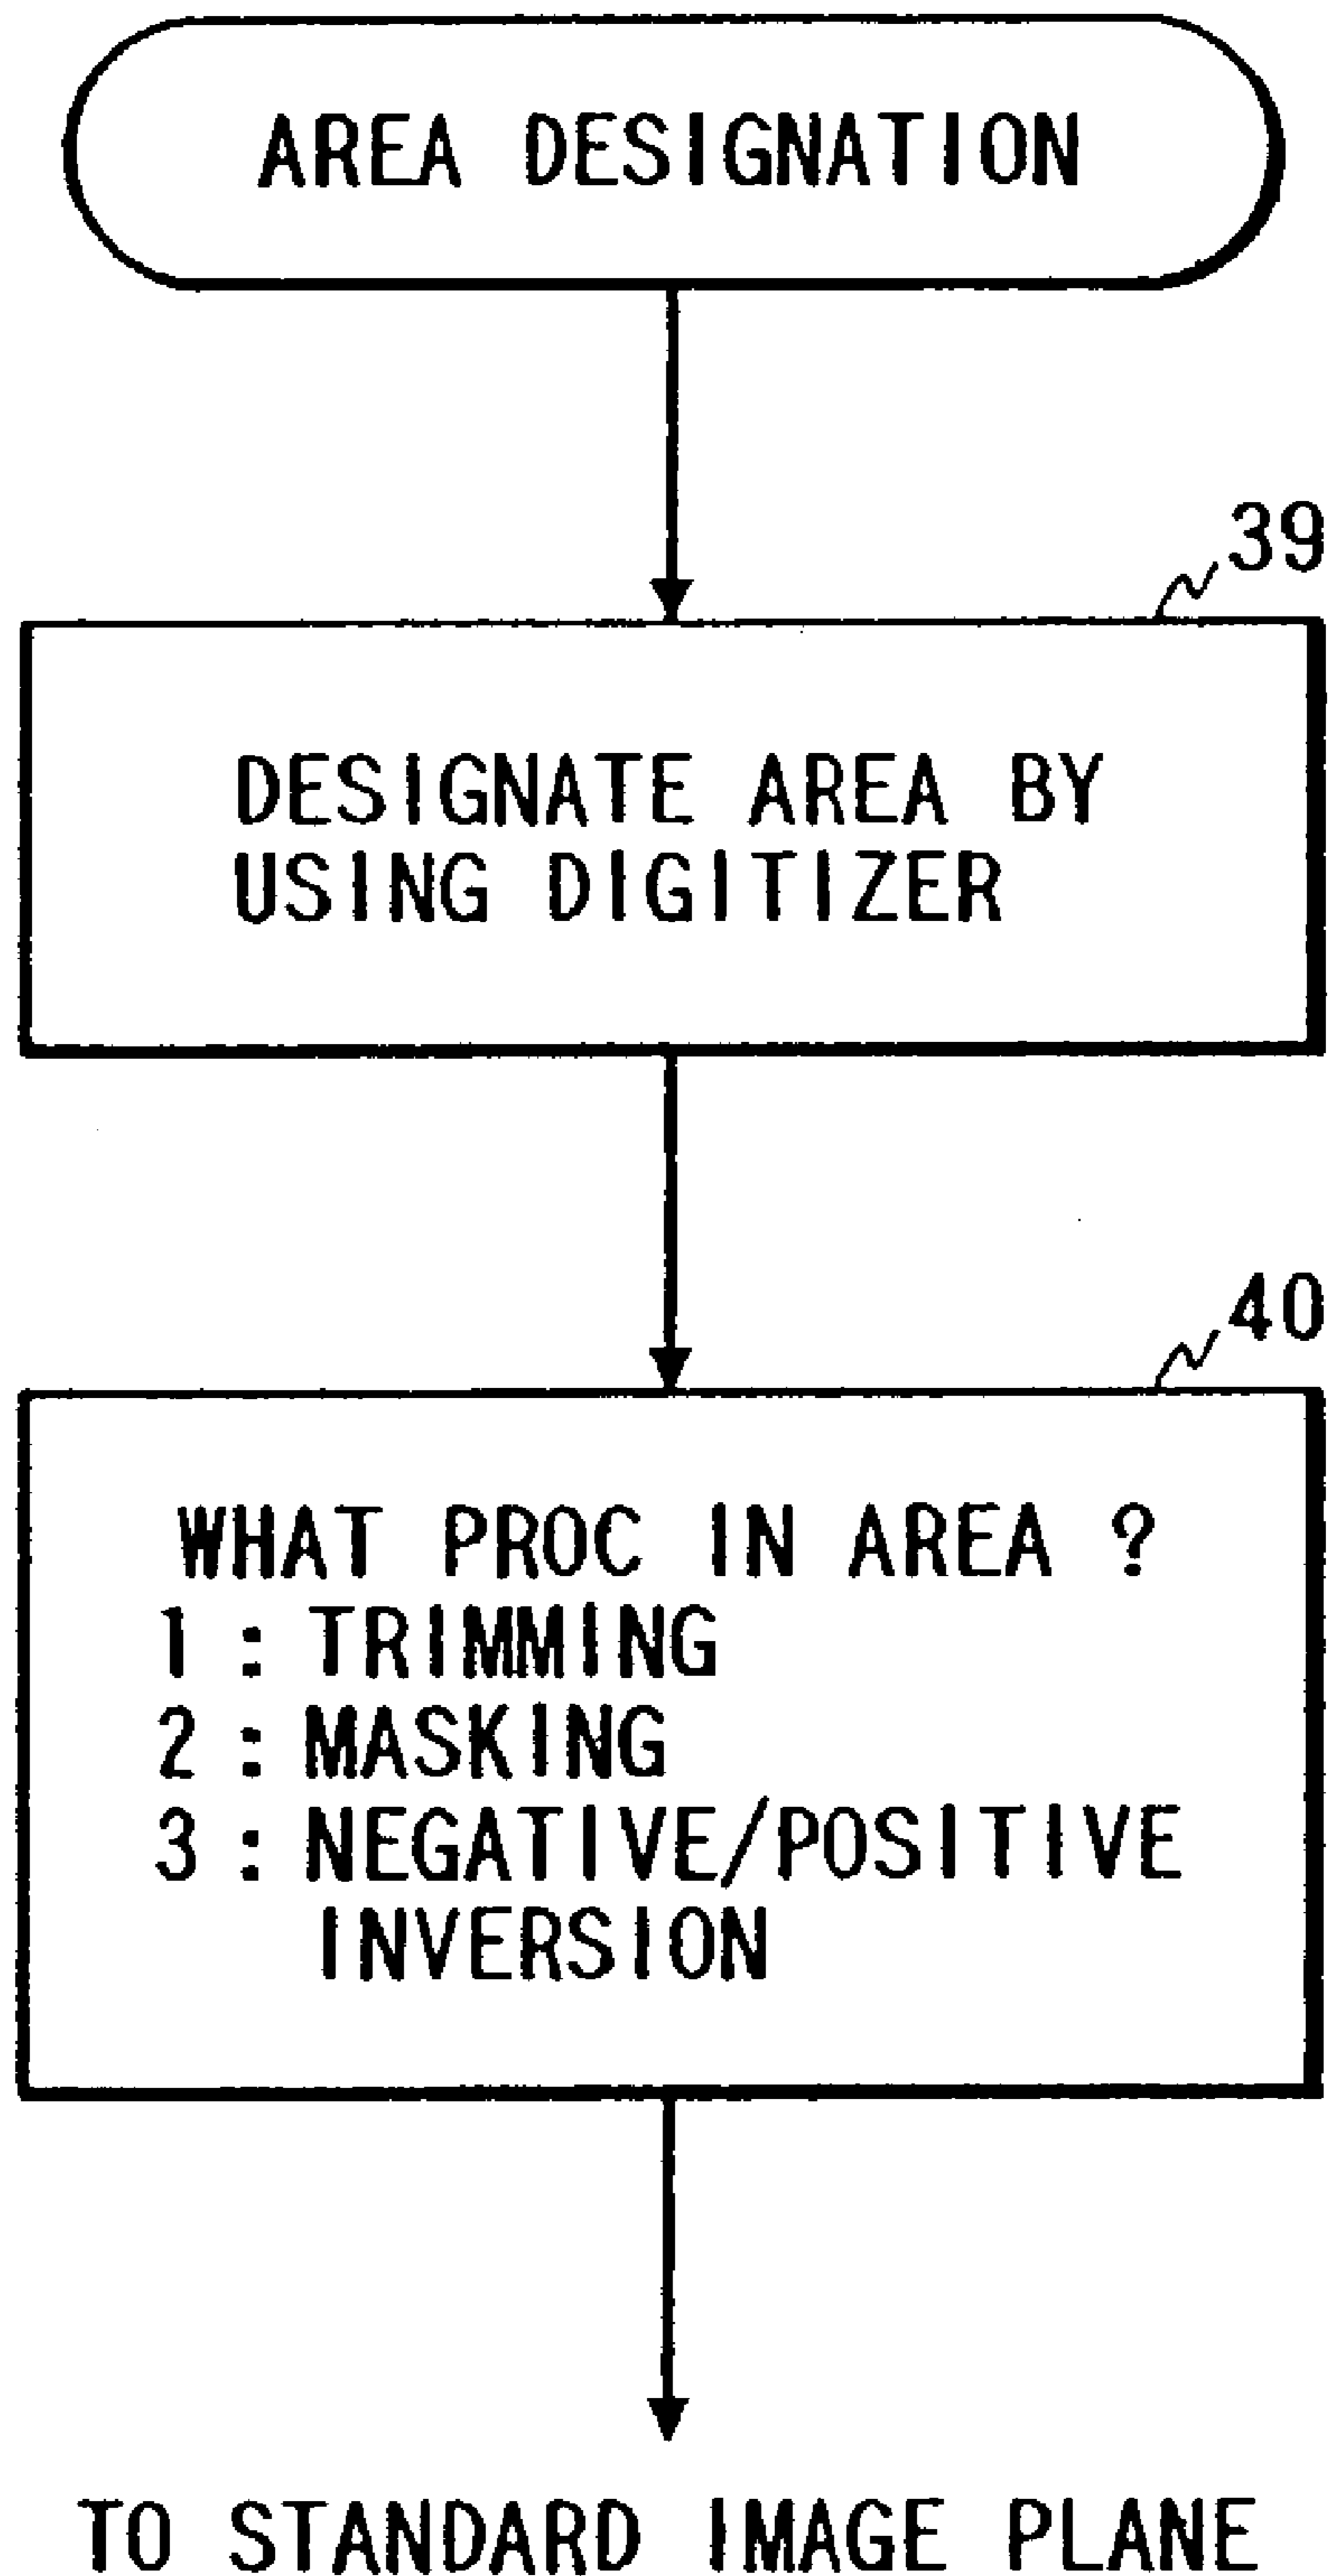 AREA DESIGNATION
39
DESIGNATE AREA BY
USING DIGITIZER
40
WHAT PROC IN AREA ?
1 : TRIMMING
2 : MASKING
3 : NEGATIVE/POSITIVE
INVERSION
TO STANDARD IMAGE PLANE